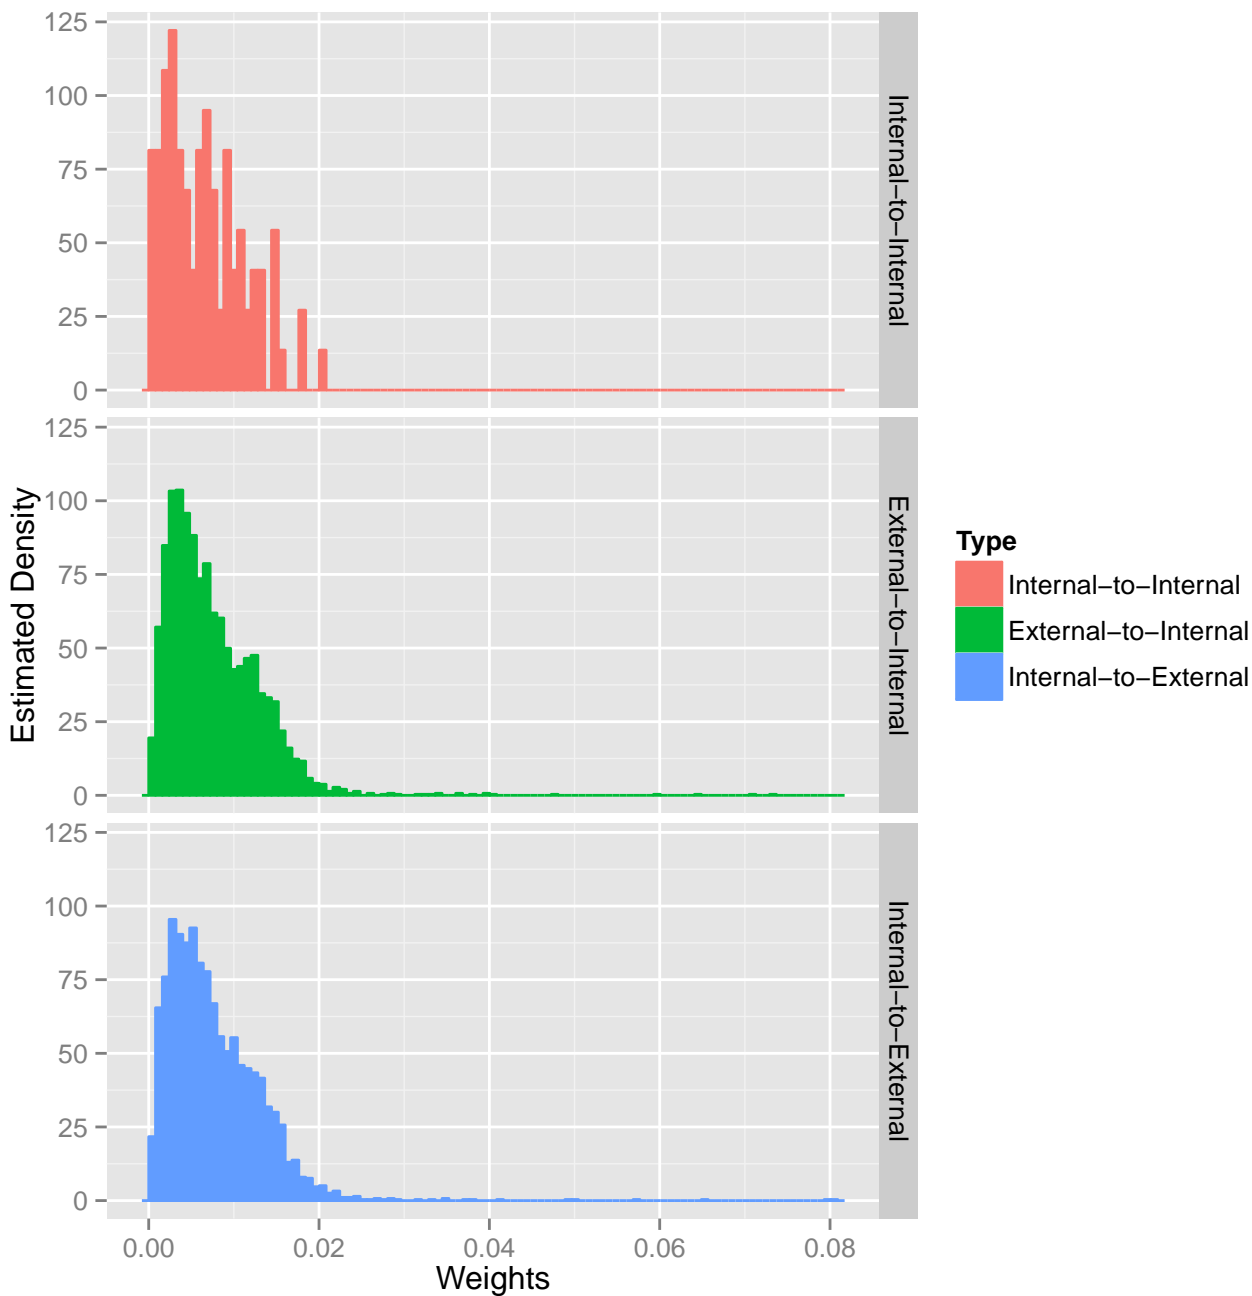 125
100
75
50
25
0
Internal−to−Internal
125
100
75
50
25
0
External−to−Internal
125
100
75
50
25
0
Internal−to−External
Estimated Density
0.00 0.02 0.04 0.06 0.08
Weights
Type
Internal−to−Internal
External−to−Internal
Internal−to−External